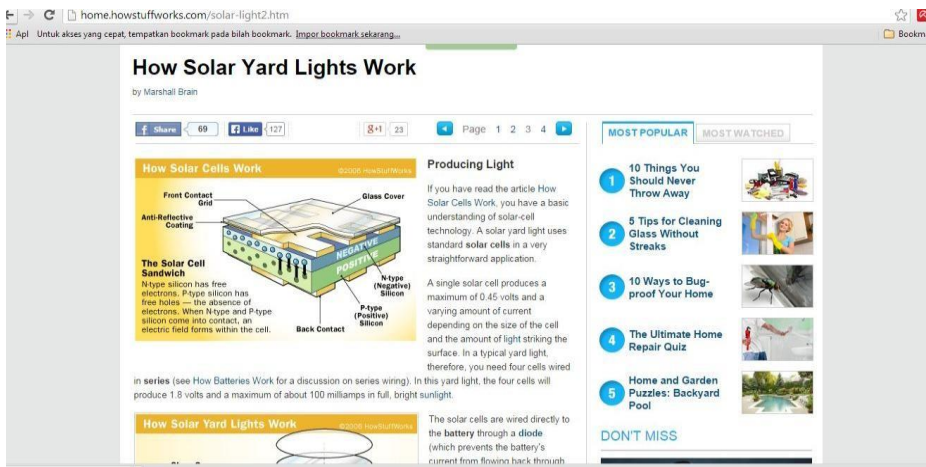 home.howstuffworks.com/solar-light2.htm
Apl Untuk akses yang cepat, tempatkan bookmark pada bilah bookmark. Impor bookmark sekarang...
Bookm
How Solar Yard Lights Work
by Marshall Brain
Share 69 Like 127 g+1 23 Page 1 2 3 4
MOST POPULAR MOST WATCHED
How Solar Cells Work ©2006 HowStuffWorks
Front Contact
Grid
Glass Cover
Anti-Reflective
Coating
NEGATIVE
POSITIVE
The Solar Cell
Sandwich
N-type silicon has free
electrons. P-type silicon has
free holes — the absence of
electrons. When N-type and P-type
silicon come into contact, an
electric field forms within the cell.
N-type
(Negative)
Silicon
P-type
(Positive)
Silicon
Back Contact
Producing Light
If you have read the article How
Solar Cells Work, you have a basic
understanding of solar-cell
technology. A solar yard light uses
standard solar cells in a very
straightforward application.
A single solar cell produces a
maximum of 0.45 volts and a
varying amount of current
depending on the size of the cell
and the amount of light striking the
surface. In a typical yard light,
therefore, you need four cells wired
in series (see How Batteries Work for a discussion on series wiring). In this yard light, the four cells will
produce 1.8 volts and a maximum of about 100 milliamps in full, bright sunlight.
How Solar Yard Lights Work ©2006 HowStuffWorks
The solar cells are wired directly to
the battery through a diode
(which prevents the battery's
current from flowing back through
1
10 Things You
Should Never
Throw Away
2
5 Tips for Cleaning
Glass Without
Streaks
3
10 Ways to Bug-
proof Your Home
4
The Ultimate Home
Repair Quiz
5
Home and Garden
Puzzles: Backyard
Pool
DON'T MISS